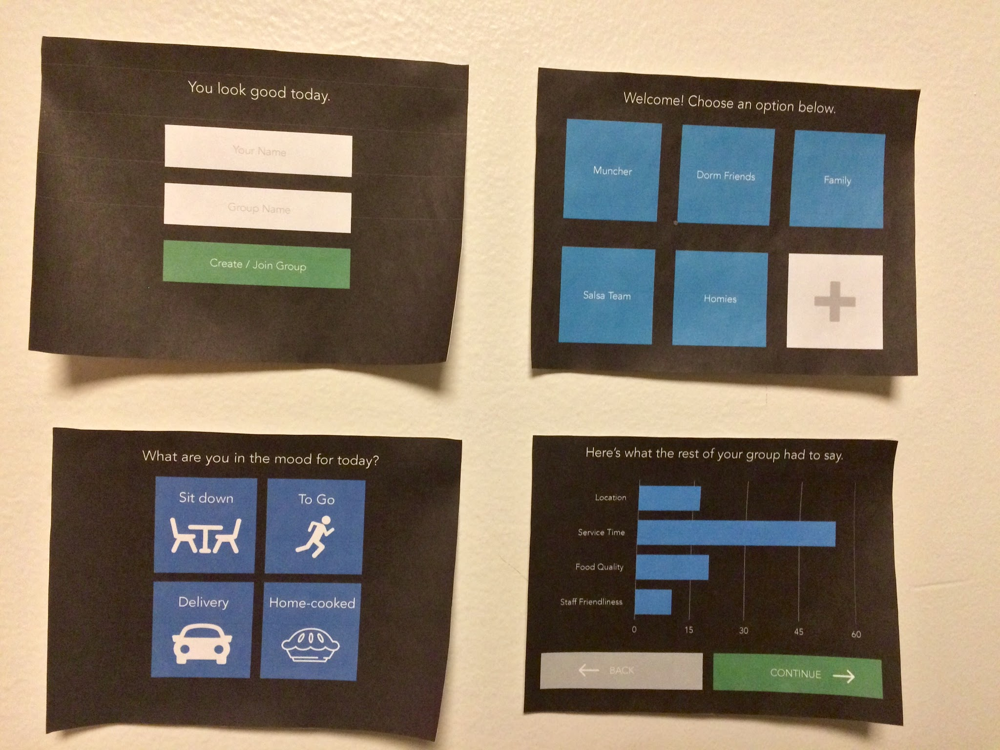 You look good today.
Your Name
Group Name
Create / Join Group
Welcome! Choose an option below.
Muncher
Dorm Friends
Family
Salsa Team
Homies
What are you in the mood for today?
Sit down
To Go
Delivery
Home-cooked
Here's what the rest of your group had to say.
Location
Service Time
Food Quality
Staff Friendliness
0 15 30 45 60
← BACK
CONTINUE →